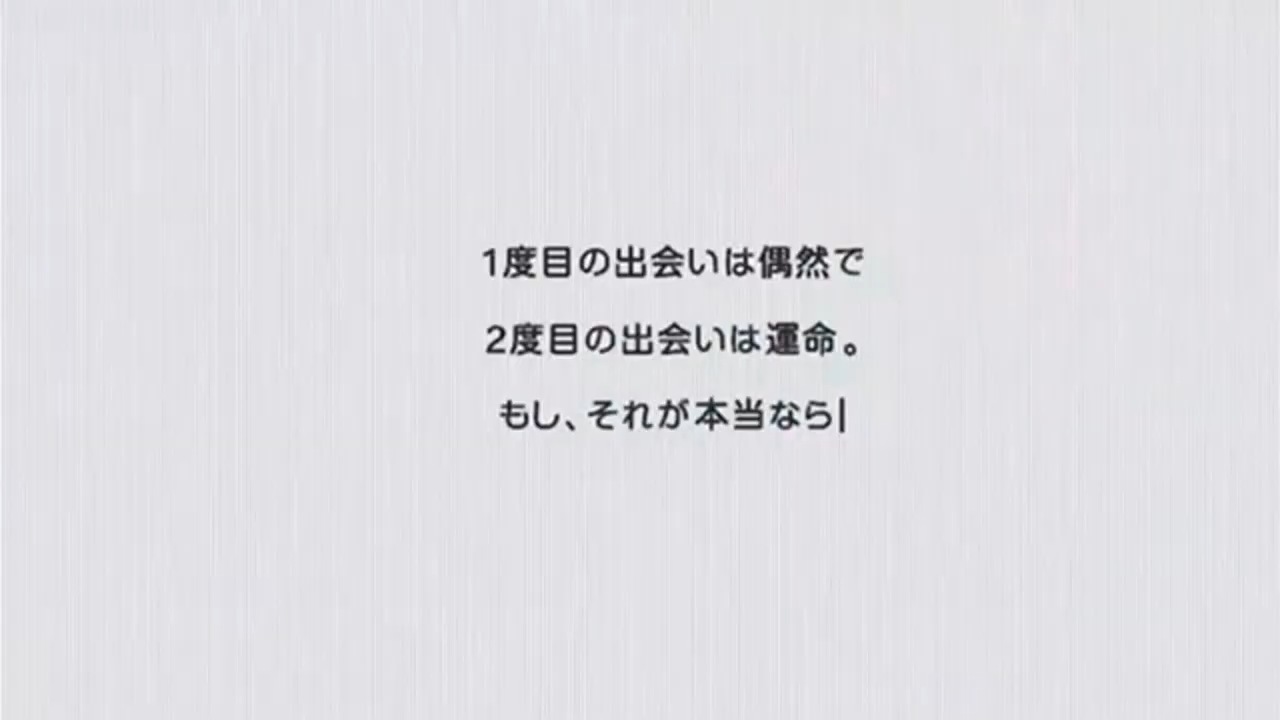 1度目の出会いは偶然で
2度目の出会いは運命。
もし、それが本当なら